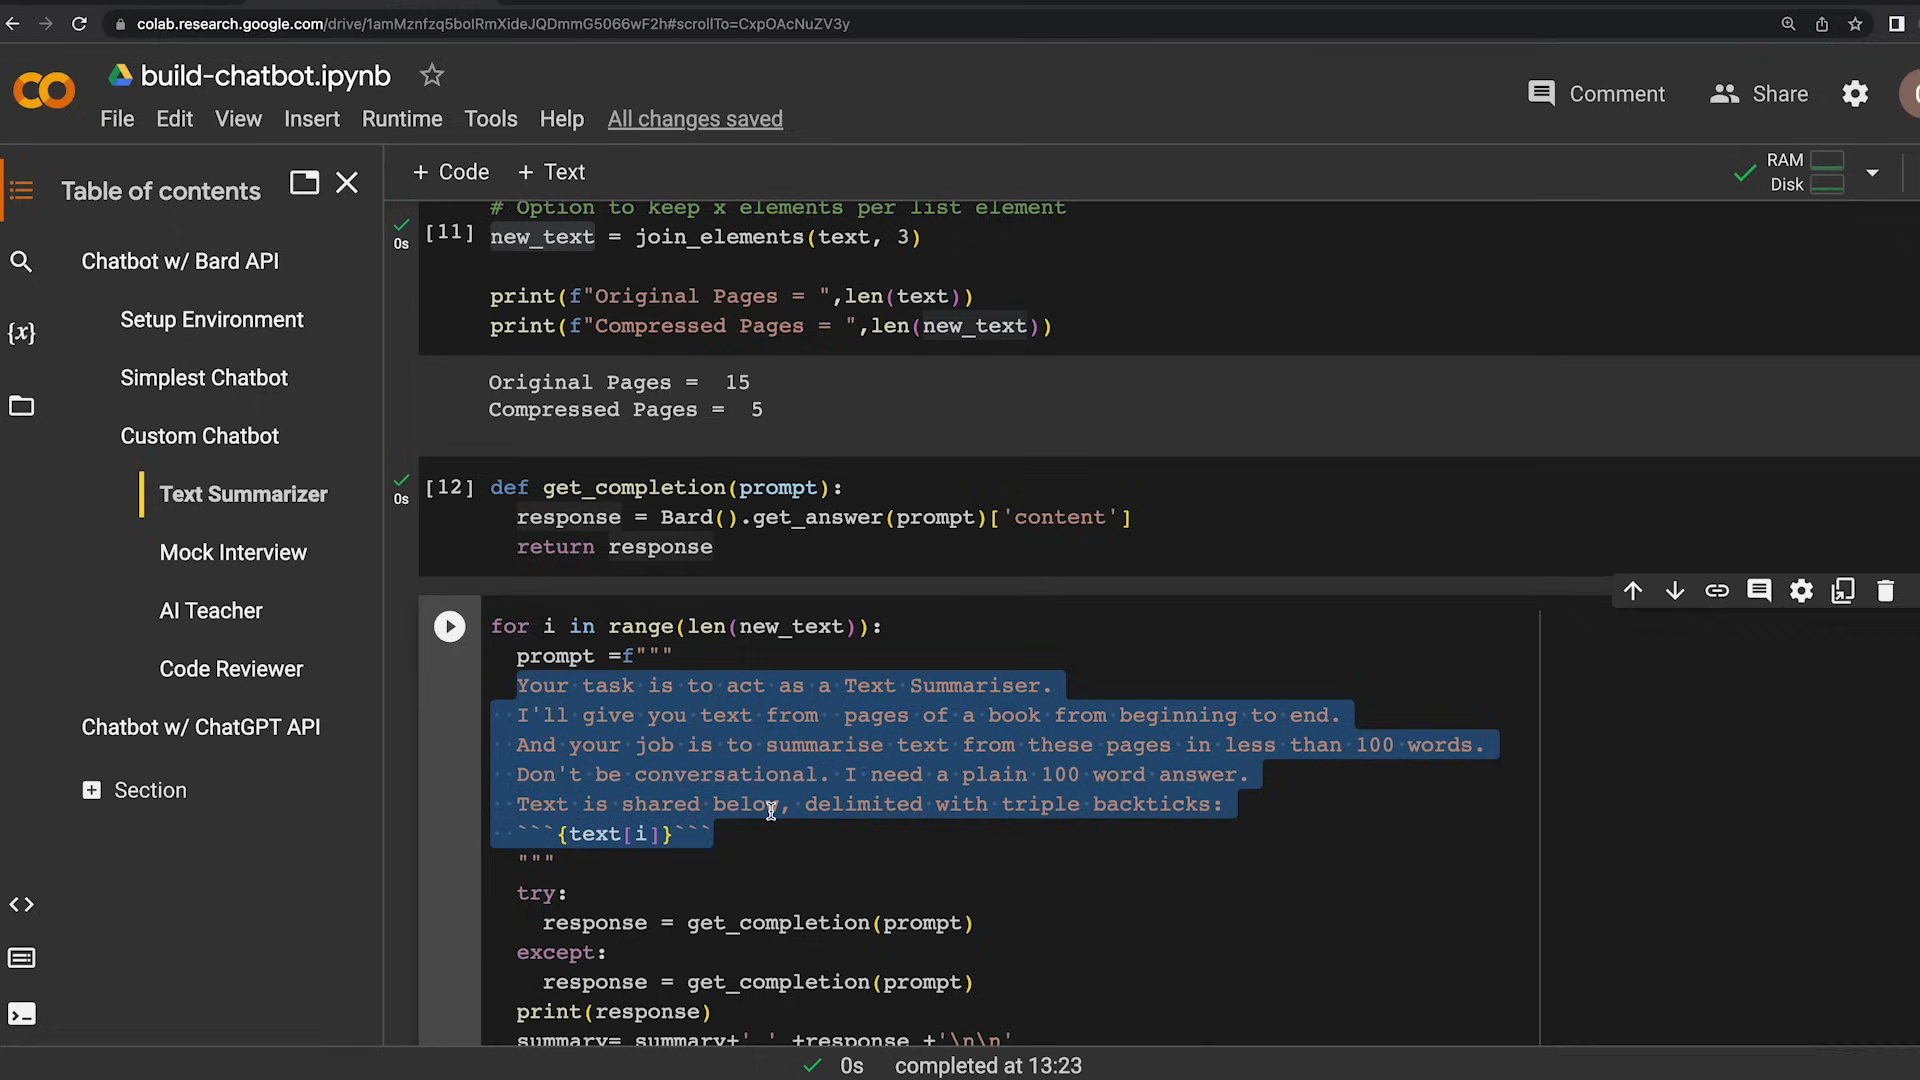 colab.research.google.com/drive/1amMznfzq5bolRmXideJQDmmG5066wF2h#scrollTo=CxpOAcNuZV3y
build-chatbot.ipynb
Comment
Share
File Edit View Insert Runtime Tools Help All changes saved
Table of contents
+ Code + Text
RAM
Disk
Chatbot w/ Bard API
Setup Environment
Simplest Chatbot
Custom Chatbot
Text Summarizer
Mock Interview
AI Teacher
Code Reviewer
Chatbot w/ ChatGPT API
Section
{x}
# Option to keep x elements per list element
0s [11] new_text = join_elements(text, 3)
print(f"Original Pages = ",len(text))
print(f"Compressed Pages = ",len(new_text))
Original Pages =  15
Compressed Pages =  5
0s [12] def get_completion(prompt):
response = Bard().get_answer(prompt)['content']
return response
for i in range(len(new_text)):
prompt =f"""
Your task is to act as a Text Summariser.
I'll give you text from  pages of a book from beginning to end.
And your job is to summarise text from these pages in less than 100 words.
Don't be conversational. I need a plain 100 word answer.
Text is shared below, delimited with triple backticks:
```{text[i]}```
"""
try:
response = get_completion(prompt)
except:
response = get_completion(prompt)
print(response)
summary= summary+' ' +response +'\n\n'
0s completed at 13:23